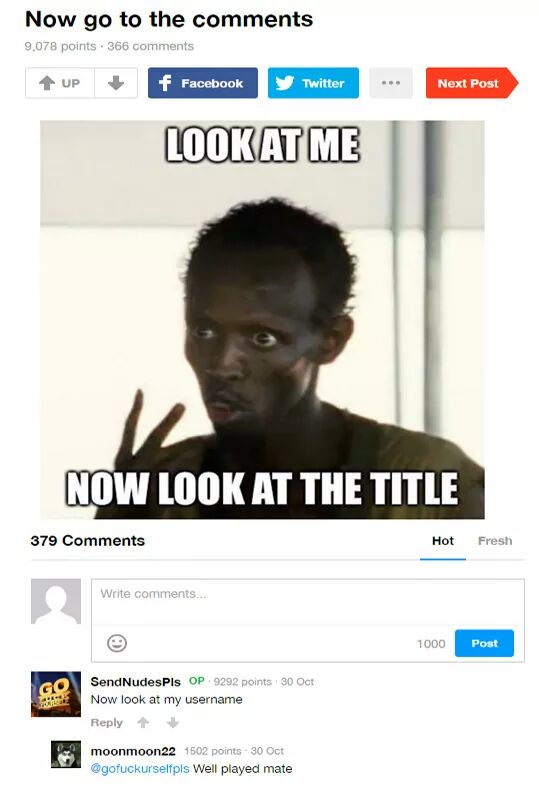 Now go to the comments
9,078 points · 366 comments
UP
Facebook
Twitter
Next Post
LOOK AT ME
NOW LOOK AT THE TITLE
379 Comments
Hot
Fresh
Write comments...
1000
Post
GO
SendNudesPls OP · 9292 points · 30 Oct
Now look at my username
Reply
moonmoon22 1502 points · 30 Oct
@gofuckurselfpls Well played mate